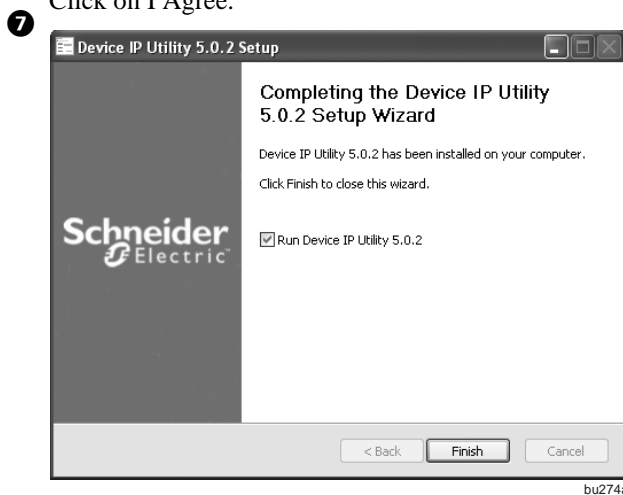 Click on I Agree.
7
Device IP Utility 5.0.2 Setup
Completing the Device IP Utility
5.0.2 Setup Wizard
Device IP Utility 5.0.2 has been installed on your computer.
Click Finish to close this wizard.
Schneider
Electric
Run Device IP Utility 5.0.2
< Back Finish Cancel